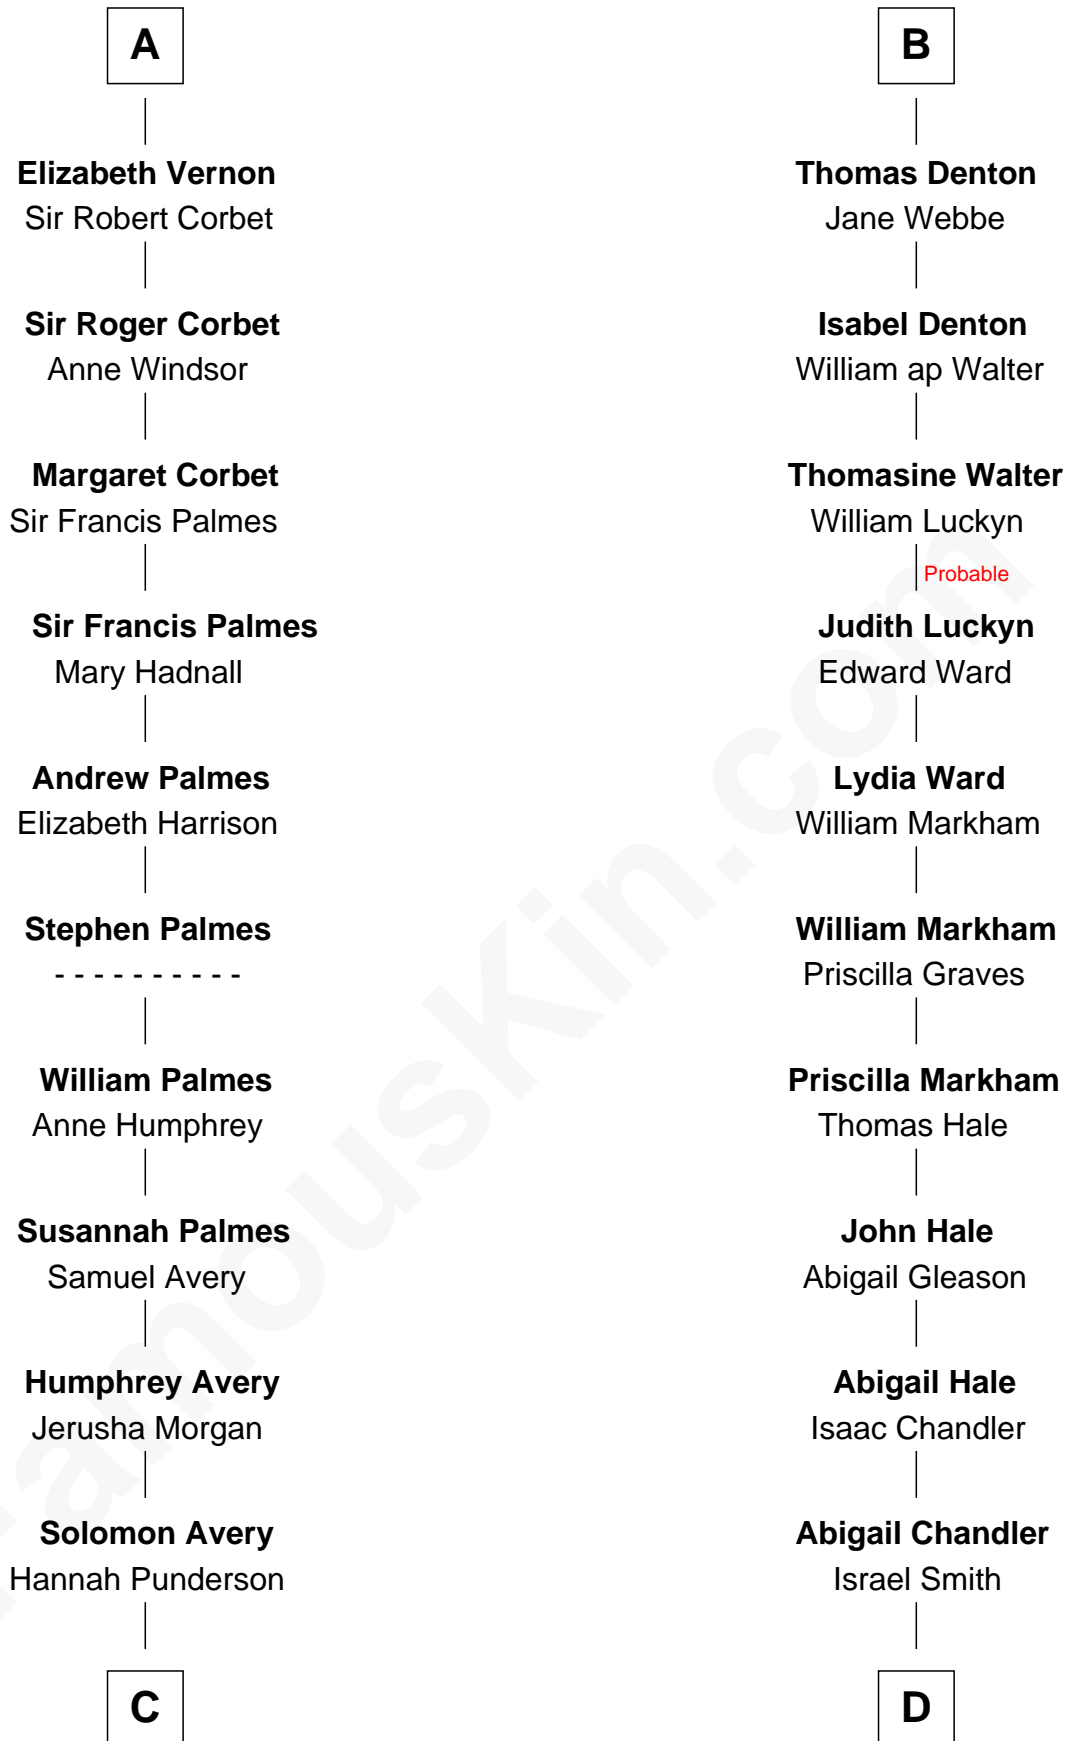 A
Elizabeth Vernon
Sir Robert Corbet
Sir Roger Corbet
Anne Windsor
Margaret Corbet
Sir Francis Palmes
Sir Francis Palmes
Mary Hadnall
Andrew Palmes
Elizabeth Harrison
Stephen Palmes
- - - - - - - - - -
William Palmes
Anne Humphrey
Susannah Palmes
Samuel Avery
Humphrey Avery
Jerusha Morgan
Solomon Avery
Hannah Punderson
C
B
Thomas Denton
Jane Webbe
Isabel Denton
William ap Walter
Thomasine Walter
William Luckyn
Probable
Judith Luckyn
Edward Ward
Lydia Ward
William Markham
William Markham
Priscilla Graves
Priscilla Markham
Thomas Hale
John Hale
Abigail Gleason
Abigail Hale
Isaac Chandler
Abigail Chandler
Israel Smith
D
FamousKin.com